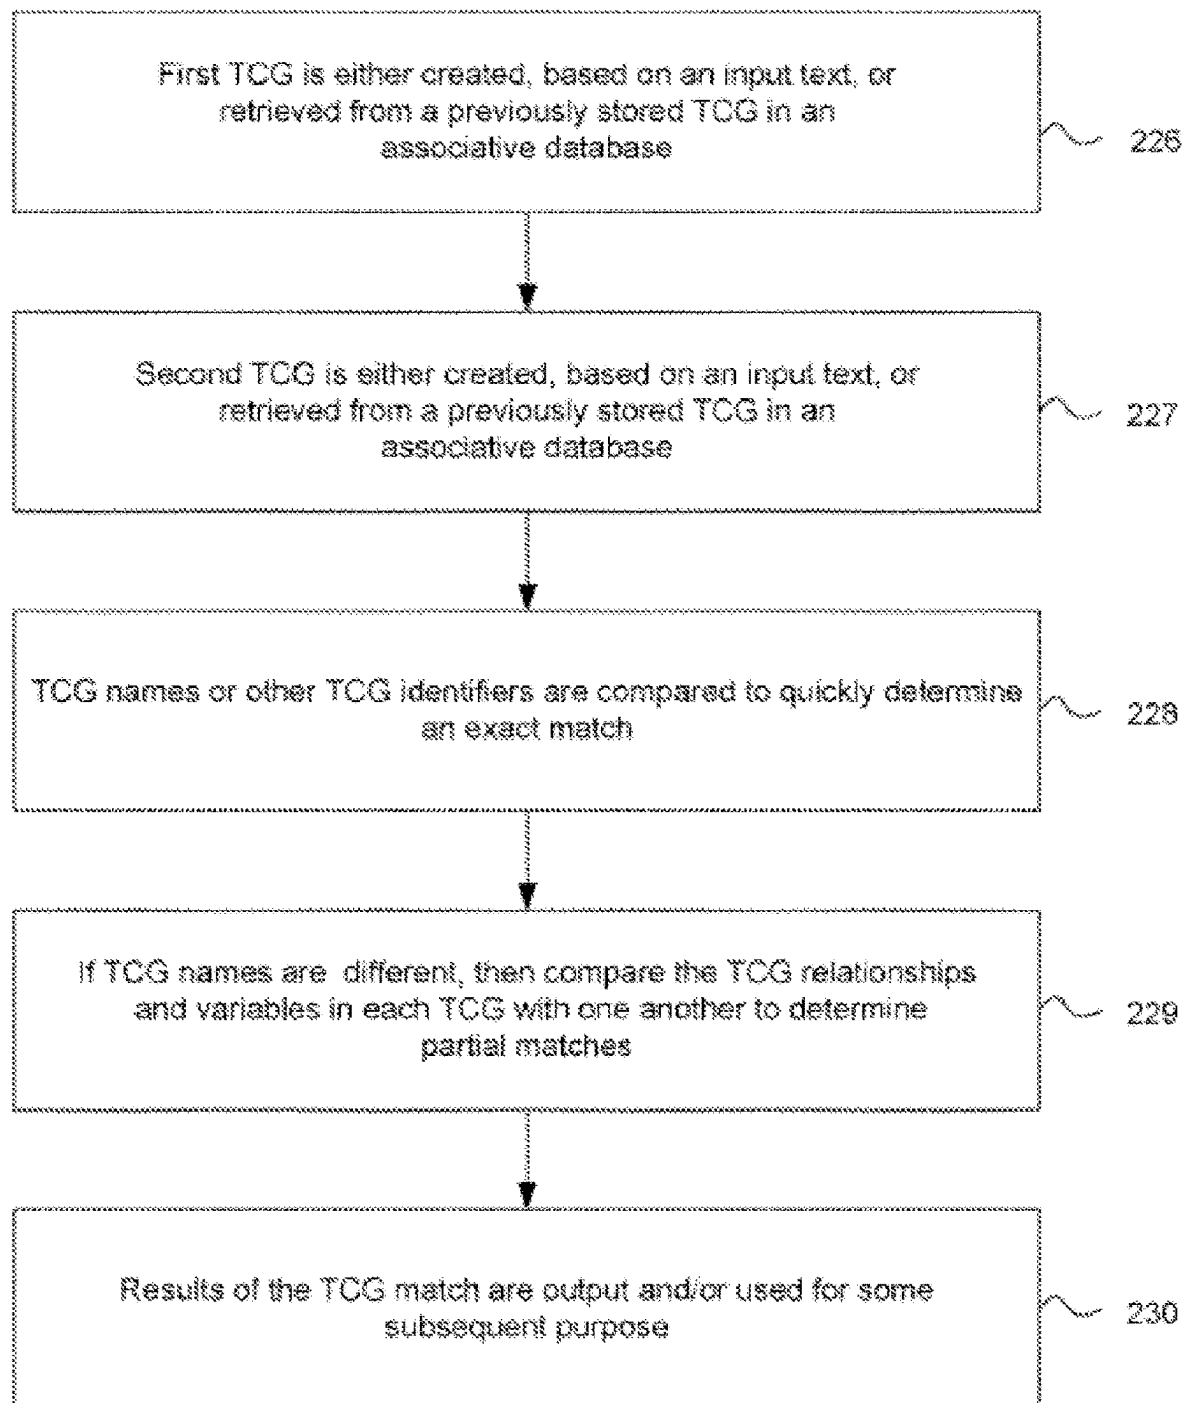 First TCG is either created, based on an input text, or
retrieved from a previously stored TCG in an
associative database
226
Second TCG is either created, based on an input text, or
retrieved from a previously stored TCG in an
associative database
227
TCG names or other TCG identifiers are compared to quickly determine
an exact match
228
If TCG names are different, then compare the TCG relationships
and variables in each TCG with one another to determine
partial matches
229
Results of the TCG match are output and/or used for some
subsequent purpose
230